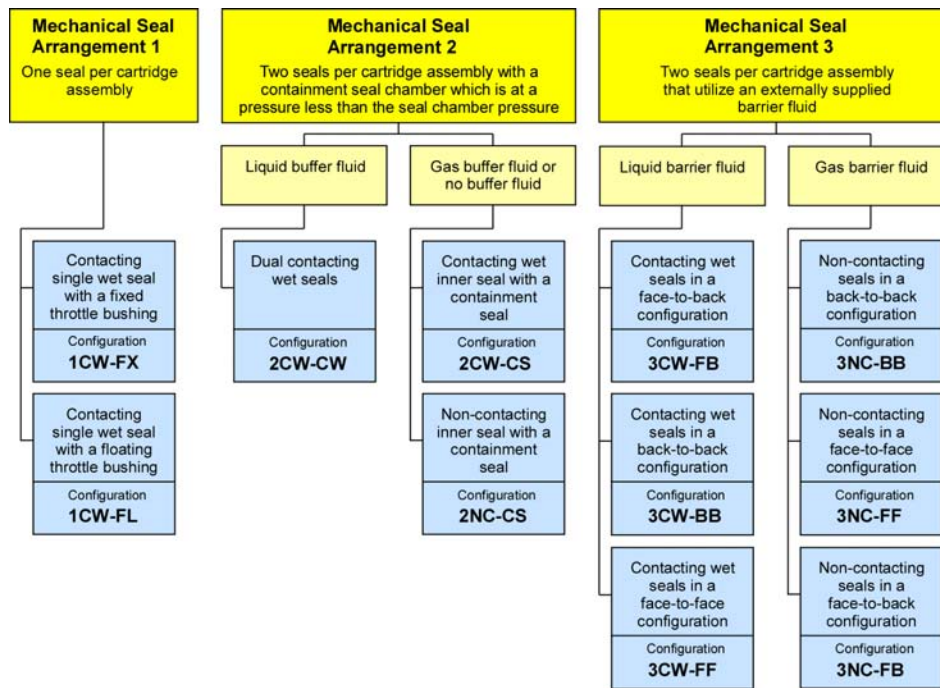 Mechanical Seal
Arrangement 1
One seal per cartridge
assembly
Mechanical Seal
Arrangement 2
Two seals per cartridge assembly with a
containment seal chamber which is at a
pressure less than the seal chamber pressure
Mechanical Seal
Arrangement 3
Two seals per cartridge assembly
that utilize an externally supplied
barrier fluid
Liquid buffer fluid
Gas buffer fluid or
no buffer fluid
Liquid barrier fluid
Gas barrier fluid
Contacting
single wet seal
with a fixed
throttle bushing
Configuration
1CW-FX
Dual contacting
wet seals
Configuration
2CW-CW
Contacting wet
inner seal with a
containment
seal
Configuration
2CW-CS
Contacting wet
seals in a
face-to-back
configuration
Configuration
3CW-FB
Non-contacting
seals in a
back-to-back
configuration
Configuration
3NC-BB
Contacting
single wet seal
with a floating
throttle bushing
Configuration
1CW-FL
Non-contacting
inner seal with a
containment
seal
Configuration
2NC-CS
Contacting wet
seals in a
back-to-back
configuration
Configuration
3CW-BB
Non-contacting
seals in a
face-to-face
configuration
Configuration
3NC-FF
Contacting wet
seals in a
face-to-face
configuration
Configuration
3CW-FF
Non-contacting
seals in a
face-to-back
configuration
Configuration
3NC-FB